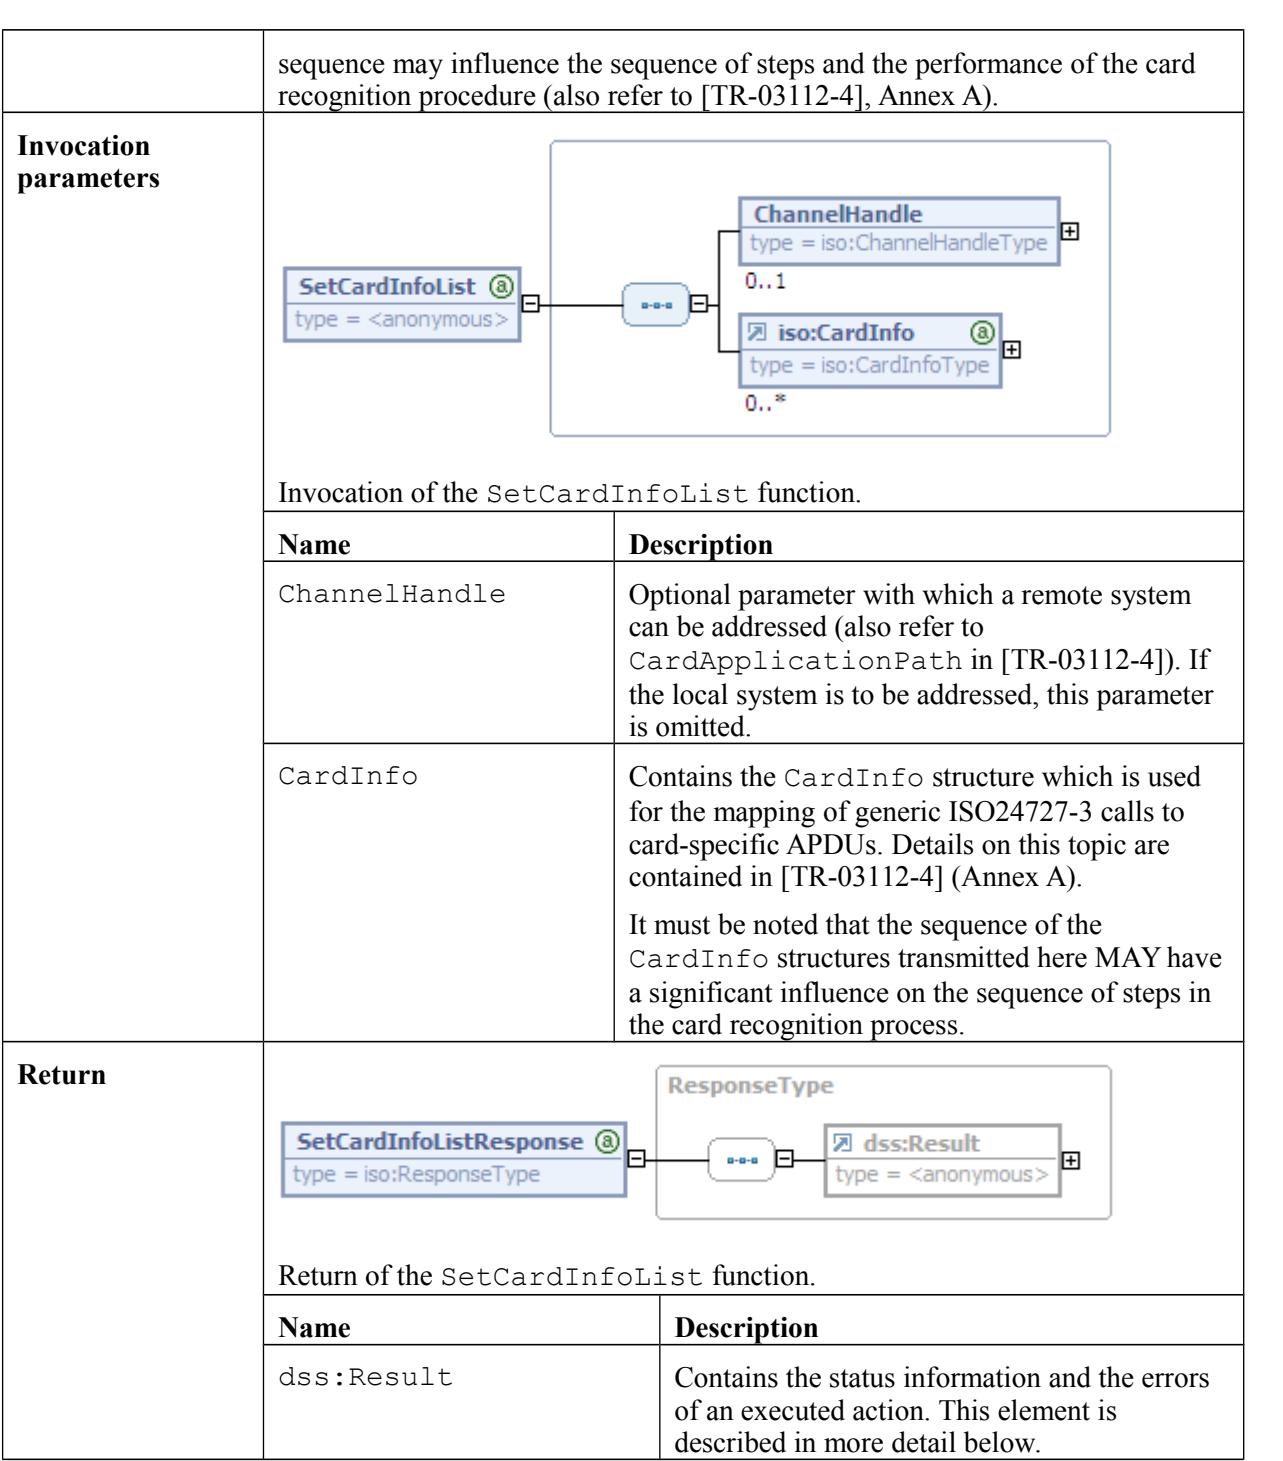 sequence may influence the sequence of steps and the performance of the card
recognition procedure (also refer to [TR-03112-4], Annex A).
Invocation
parameters
ChannelHandle
type = iso:ChannelHandleType
0..1
SetCardInfoList @
type = <anonymous>
iso:CardInfo @
type = iso:CardInfoType
0..*
Invocation of the SetCardInfoList function.
Name Description
ChannelHandle Optional parameter with which a remote system
can be addressed (also refer to
CardApplicationPath in [TR-03112-4]). If
the local system is to be addressed, this parameter
is omitted.
CardInfo Contains the CardInfo structure which is used
for the mapping of generic ISO24727-3 calls to
card-specific APDUs. Details on this topic are
contained in [TR-03112-4] (Annex A).
It must be noted that the sequence of the
CardInfo structures transmitted here MAY have
a significant influence on the sequence of steps in
the card recognition process.
Return
ResponseType
SetCardInfoListResponse @
type = iso:ResponseType
dss:Result
type = <anonymous>
Return of the SetCardInfoList function.
Name Description
dss:Result Contains the status information and the errors
of an executed action. This element is
described in more detail below.